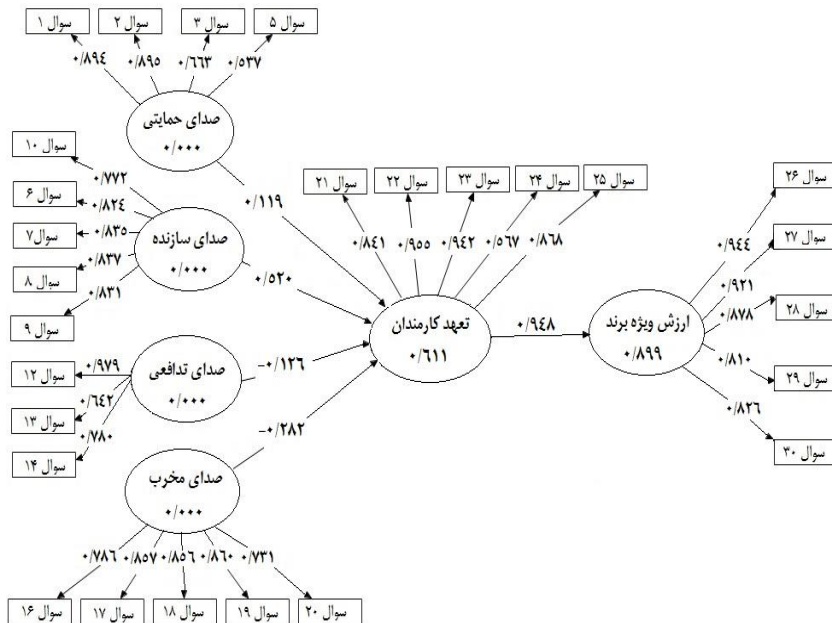 سوال ۱
سوال ۲
سوال ۳
سوال ۵
۰/۸۹۴
۰/۸۹۵
۰/۶۶۳
۰/۵۳۷
صدای حمایتی
۰/۰۰۰
سوال ۱۰
سوال ۶
سوال۷
سوال ۸
سوال ۹
۰/۷۷۲
۰/۸۲۴
۰/۸۳۵
۰/۸۳۷
۰/۸۳۱
صدای سازنده
۰/۰۰۰
سوال ۱۲
سوال ۱۳
سوال ۱۴
۰/۹۷۹
۰/۶۴۲
۰/۷۸۰
صدای تدافعی
۰/۰۰۰
صدای مخرب
۰/۰۰۰
۰/۷۸۶
۰/۸۵۷
۰/۸۵۶
۰/۸۶۰
۰/۷۳۱
سوال ۱۶
سوال ۱۷
سوال ۱۸
سوال ۱۹
سوال ۲۰
۰/۱۱۹
۰/۵۲۰
-۰/۱۲۶
-۰/۲۸۲
سوال ۲۱
سوال ۲۲
سوال ۲۳
سوال ۲۴
سوال ۲۵
۰/۸۴۱
۰/۹۵۵
۰/۹۴۲
۰/۵۶۷
۰/۸۶۸
تعهد کارمندان
۰/۶۱۱
۰/۹۴۸
ارزش ویژه برند
۰/۸۹۹
۰/۹۴۴
۰/۹۲۱
۰/۸۷۸
۰/۸۱۰
۰/۸۲۶
سوال ۲۶
سوال ۲۷
سوال ۲۸
سوال ۲۹
سوال ۳۰